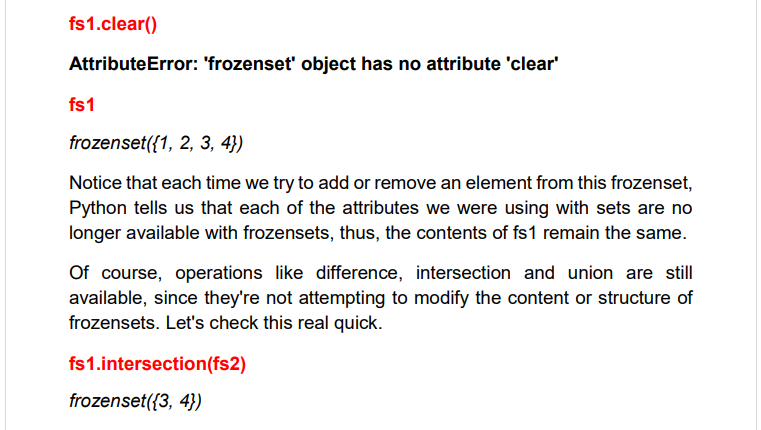 fs1.clear()
AttributeError: 'frozenset' object has no attribute 'clear'
fs1
frozenset({1, 2, 3, 4})
Notice that each time we try to add or remove an element from this frozenset,
Python tells us that each of the attributes we were using with sets are no
longer available with frozensets, thus, the contents of fs1 remain the same.
Of course, operations like difference, intersection and union are still
available, since they're not attempting to modify the content or structure of
frozensets. Let's check this real quick.
fs1.intersection(fs2)
frozenset({3, 4})